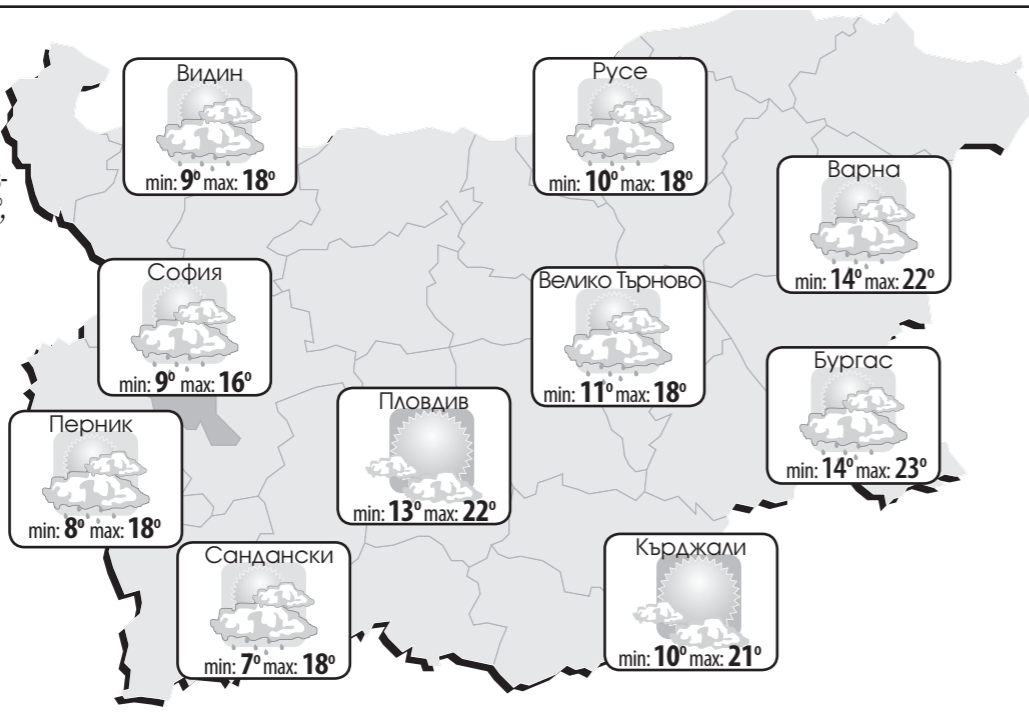 Видин
min: 9° max: 18°
Русе
min: 10° max: 18°
Варна
min: 14° max: 22°
София
min: 9° max: 16°
Велико Търново
min: 11° max: 18°
Бургас
min: 14° max: 23°
Пловдив
min: 13° max: 22°
Перник
min: 8° max: 18°
Сандански
min: 7° max: 18°
Кърджали
min: 10° max: 21°